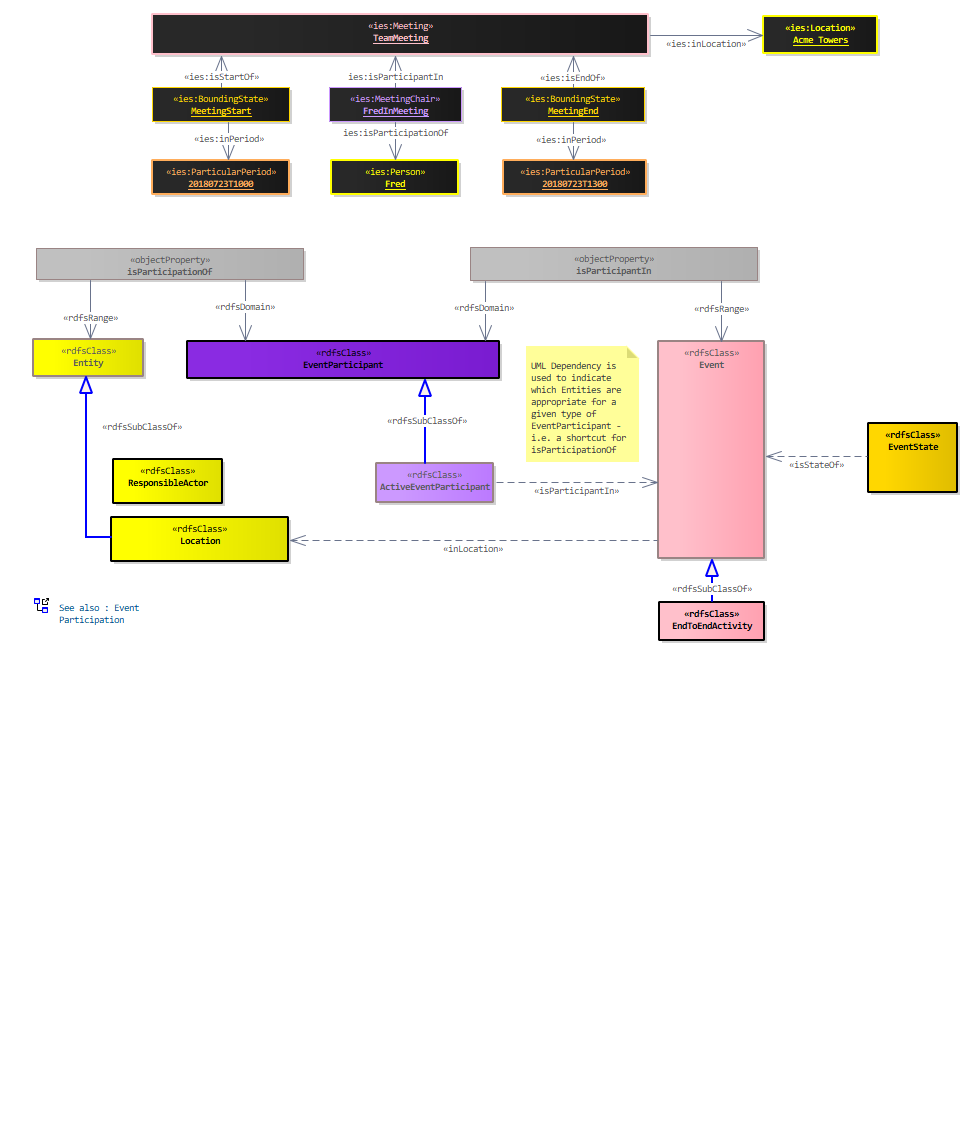 «ies:Meeting»
TeamMeeting
«ies:inLocation»
«ies:Location»
Acme Towers
«ies:isStartOf»
ies:isParticipantIn
«ies:isEndOf»
«ies:BoundingState»
MeetingStart
«ies:MeetingChair»
FredInMeeting
«ies:BoundingState»
MeetingEnd
«ies:inPeriod»
ies:isParticipationOf
«ies:inPeriod»
«ies:ParticularPeriod»
20180723T1000
«ies:Person»
Fred
«ies:ParticularPeriod»
20180723T1300
«objectProperty»
isParticipationOf
«objectProperty»
isParticipantIn
«rdfsRange»
«rdfsDomain»
«rdfsDomain»
«rdfsRange»
«rdfsClass»
Entity
«rdfsClass»
EventParticipant
UML Dependency is
used to indicate
which Entities are
appropriate for a
given type of
EventParticipant -
i.e. a shortcut for
isParticipationOf
«rdfsClass»
Event
«rdfsSubClassOf»
«rdfsSubClassOf»
«rdfsClass»
EventState
«isStateOf»
«rdfsClass»
ResponsibleActor
«rdfsClass»
ActiveEventParticipant
«isParticipantIn»
«rdfsClass»
Location
«inLocation»
«rdfsSubClassOf»
«rdfsClass»
EndToEndActivity
See also : Event
Participation